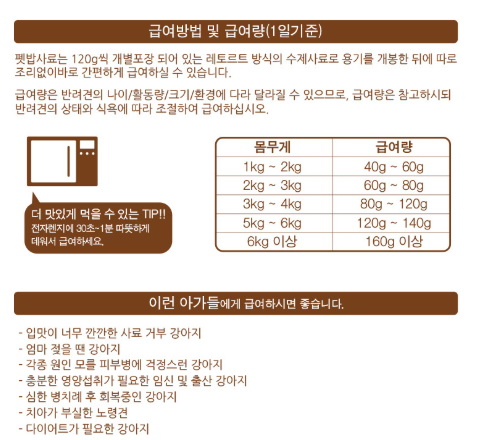 급여방법 및 급여량(1일기준)
펫밥사료는 120g씩 개별포장 되어 있는 레토르트 방식의 수제사료로 용기를 개봉한 뒤에 따로
조리없이바로 간편하게 급여하실 수 있습니다.
급여량은 반려견의 나이/활동량/크기/환경에 다라 달라질 수 있으므로, 급여량은 참고하시되
반려견의 상태와 식욕에 따라 조절하여 급여하십시오.
몸무게 급여량
1kg ~ 2kg 40g ~ 60g
2kg ~ 3kg 60g ~ 80g
3kg ~ 4kg 80g ~ 120g
5kg ~ 6kg 120g ~ 140g
6kg 이상 160g 이상
더 맛있게 먹을 수 있는 TIP!!
전자렌지에 30초~1분 따뜻하게
데워서 급여하세요.
이런 아가들에게 급여하시면 좋습니다.
- 입맛이 너무 깐깐한 사료 거부 강아지
- 엄마 젖을 땐 강아지
- 각종 원인 모를 피부병에 걱정스런 강아지
- 충분한 영양섭취가 필요한 임신 및 출산 강아지
- 심한 병치례 후 회복중인 강아지
- 치아가 부실한 노령견
- 다이어트가 필요한 강아지